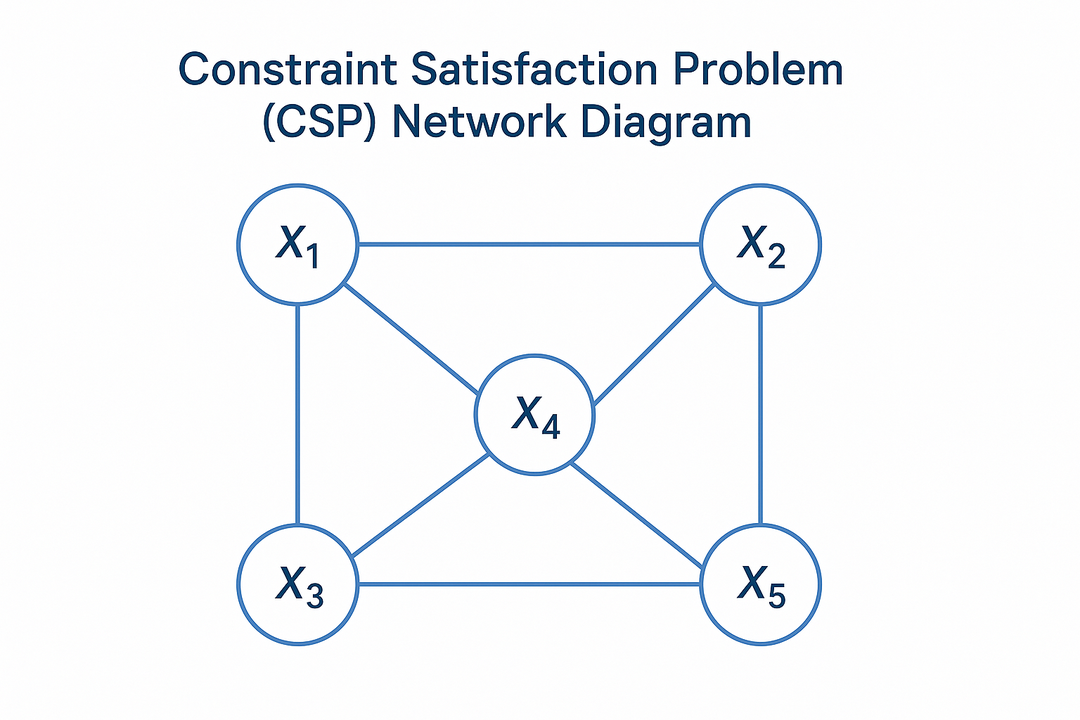 Constraint Satisfaction Problem
(CSP) Network Diagram
X₁
X₂
X₄
X₃
X₅